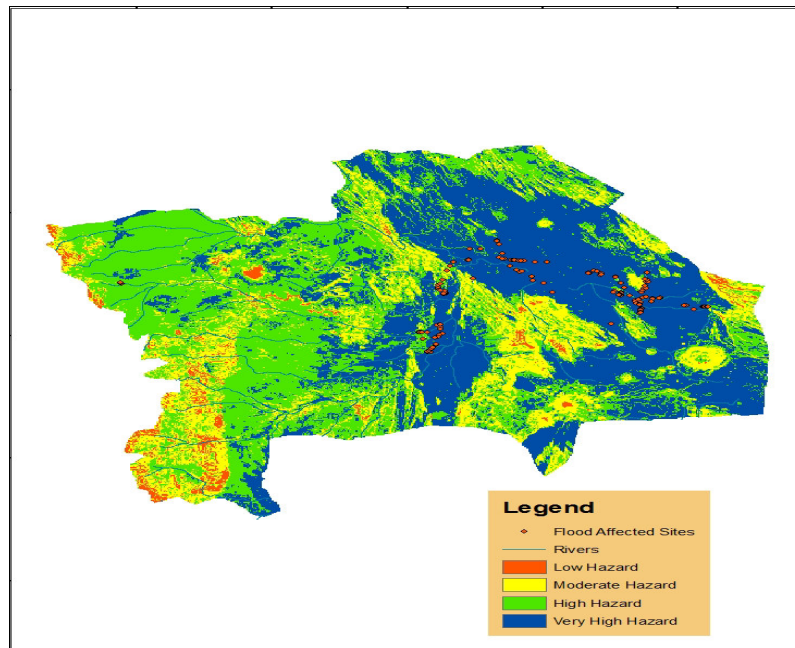 Legend
Flood Affected Sites
Rivers
Low Hazard
Moderate Hazard
High Hazard
Very High Hazard